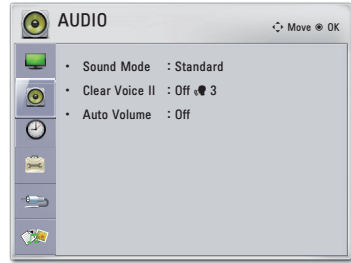 AUDIO
Move OK
Sound Mode : Standard
Clear Voice II : Off 3
Auto Volume : Off